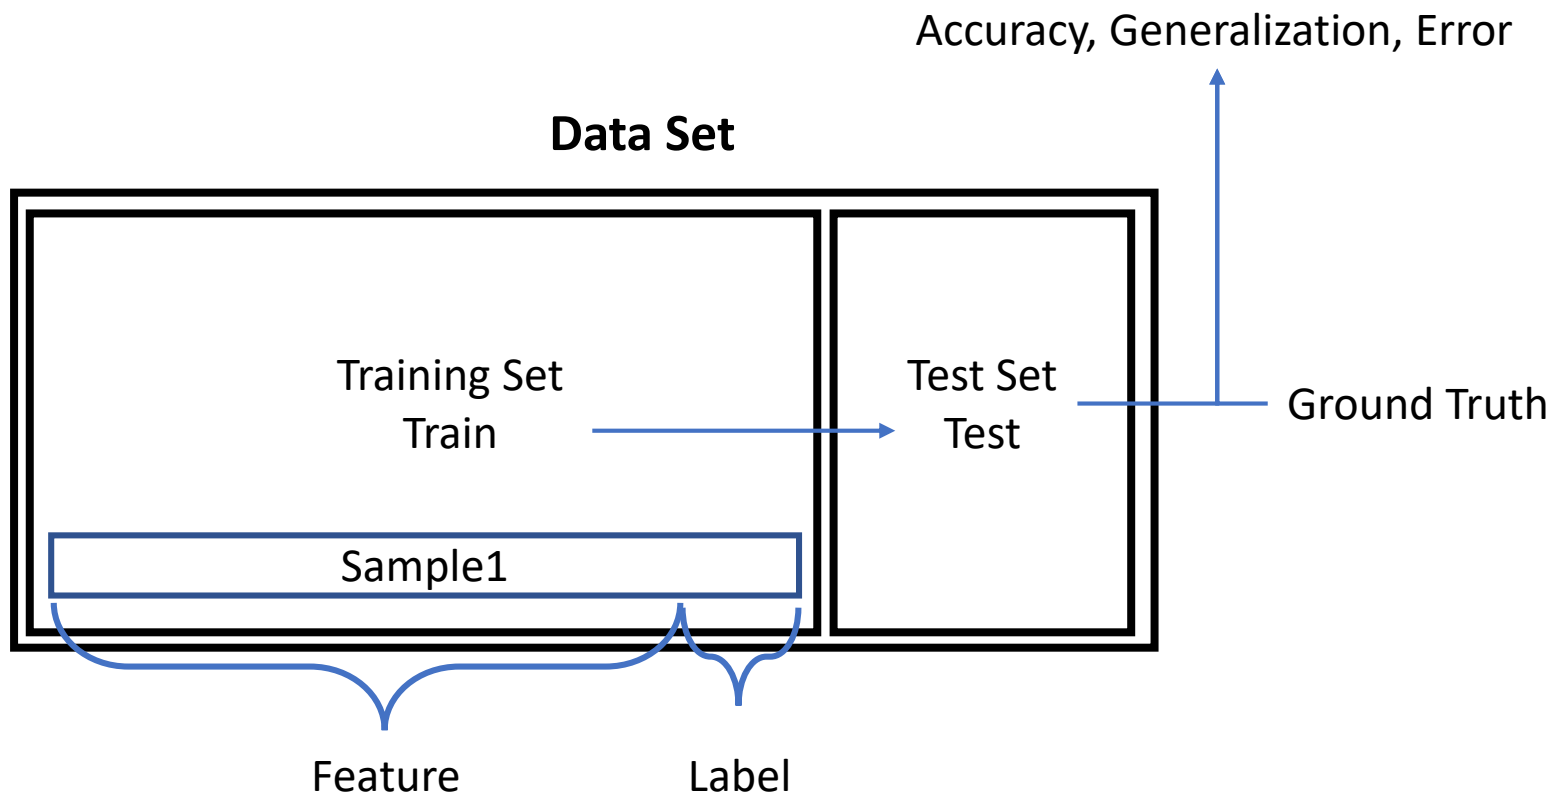 Accuracy, Generalization, Error
Data Set
Training Set
Train
Test Set
Test
Ground Truth
Sample1
Feature
Label